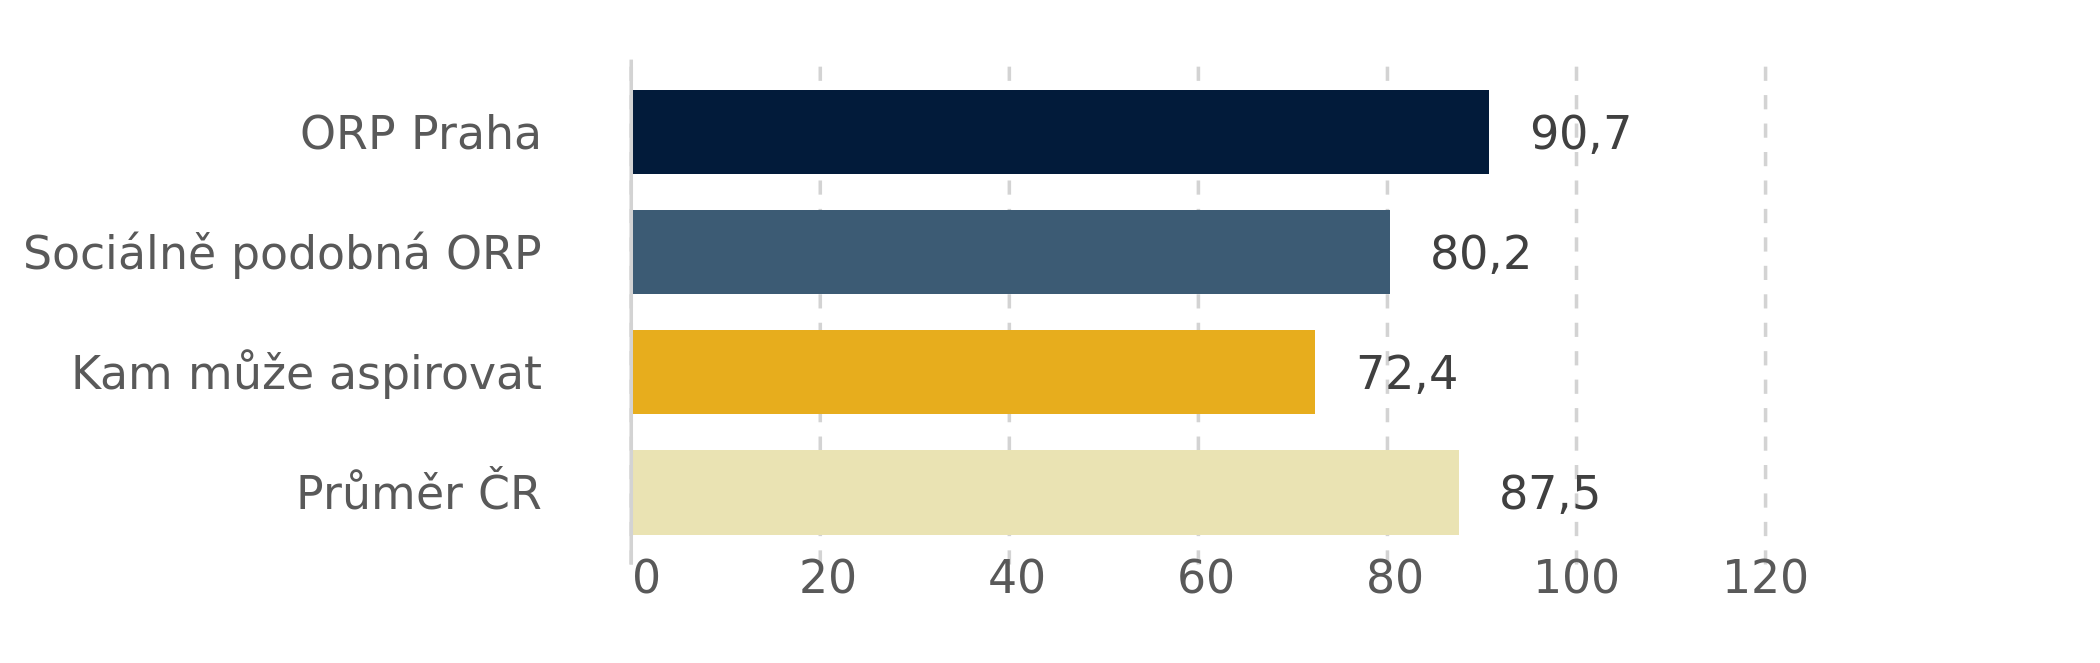 ORP Praha 90,7
Sociálně podobná ORP 80,2
Kam může aspirovat 72,4
Průměr ČR 87,5
0 20 40 60 80 100 120